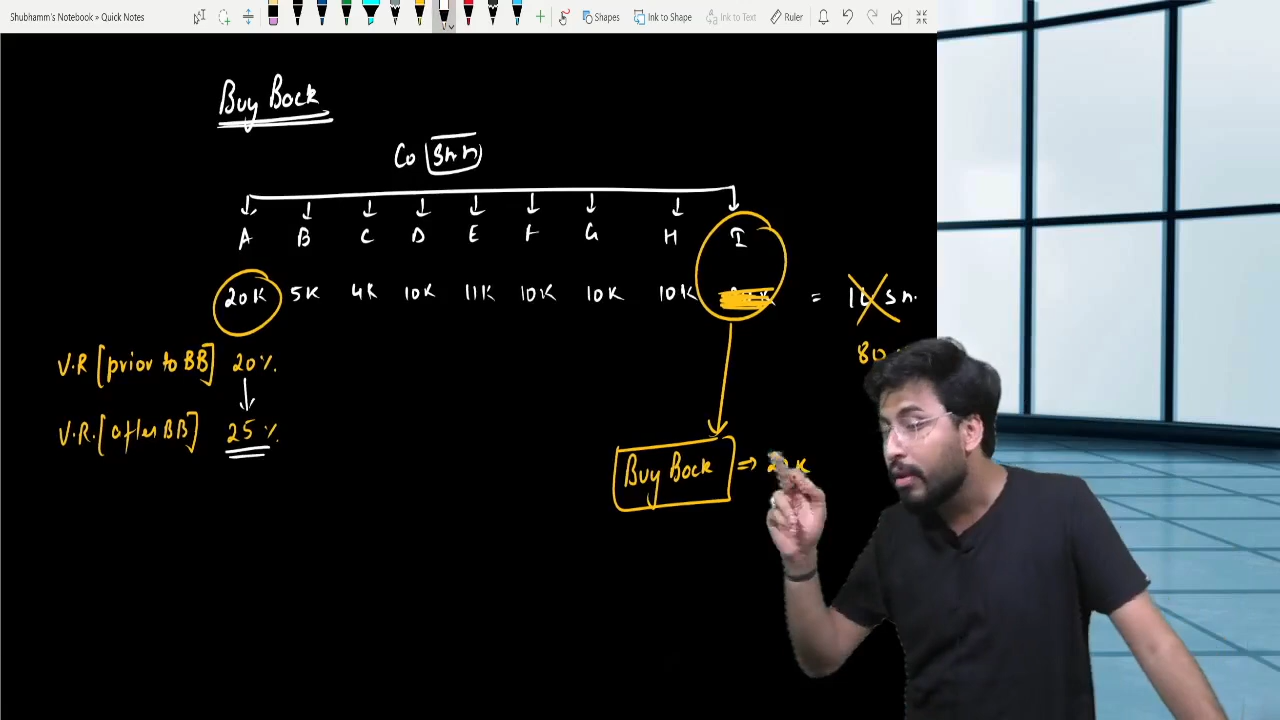 Shubhamm's Notebook » Quick Notes
Shapes Ink to Shape Ink to Text Ruler
Buy Back
Co
A B C D E F G H I
20K 5K 4K 10K 11K 10K 10K 10K = 1L Sh.
80
V.R [prior to BB] 20%
V.R. [after BB] 25%
Buy Back ⇒